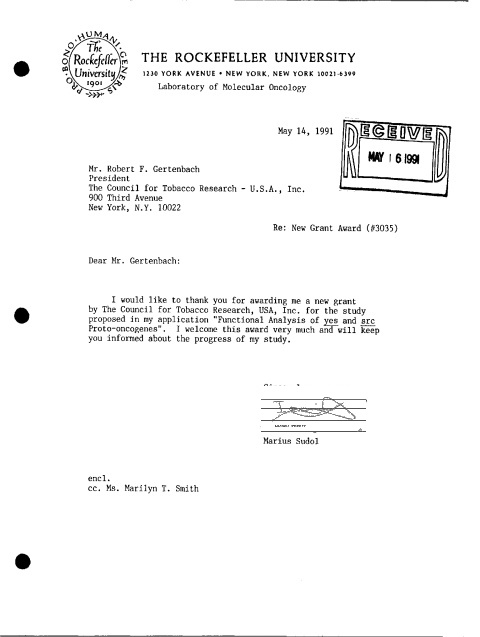 PRO · BONO · HUMANI · GENERIS
The
Rockefeller
University
1901
THE ROCKEFELLER UNIVERSITY
1230 YORK AVENUE • NEW YORK, NEW YORK 10021-6399
Laboratory of Molecular Oncology
May 14, 1991
RECEIVED
MAY 16 1991
Mr. Robert F. Gertenbach
President
The Council for Tobacco Research - U.S.A., Inc.
900 Third Avenue
New York, N.Y. 10022
Re: New Grant Award (#3035)
Dear Mr. Gertenbach:
I would like to thank you for awarding me a new grant
by The Council for Tobacco Research, USA, Inc. for the study
proposed in my application "Functional Analysis of yes and src
Proto-oncogenes". I welcome this award very much and will keep
you informed about the progress of my study.
Marius Sudol
encl.
cc. Ms. Marilyn T. Smith